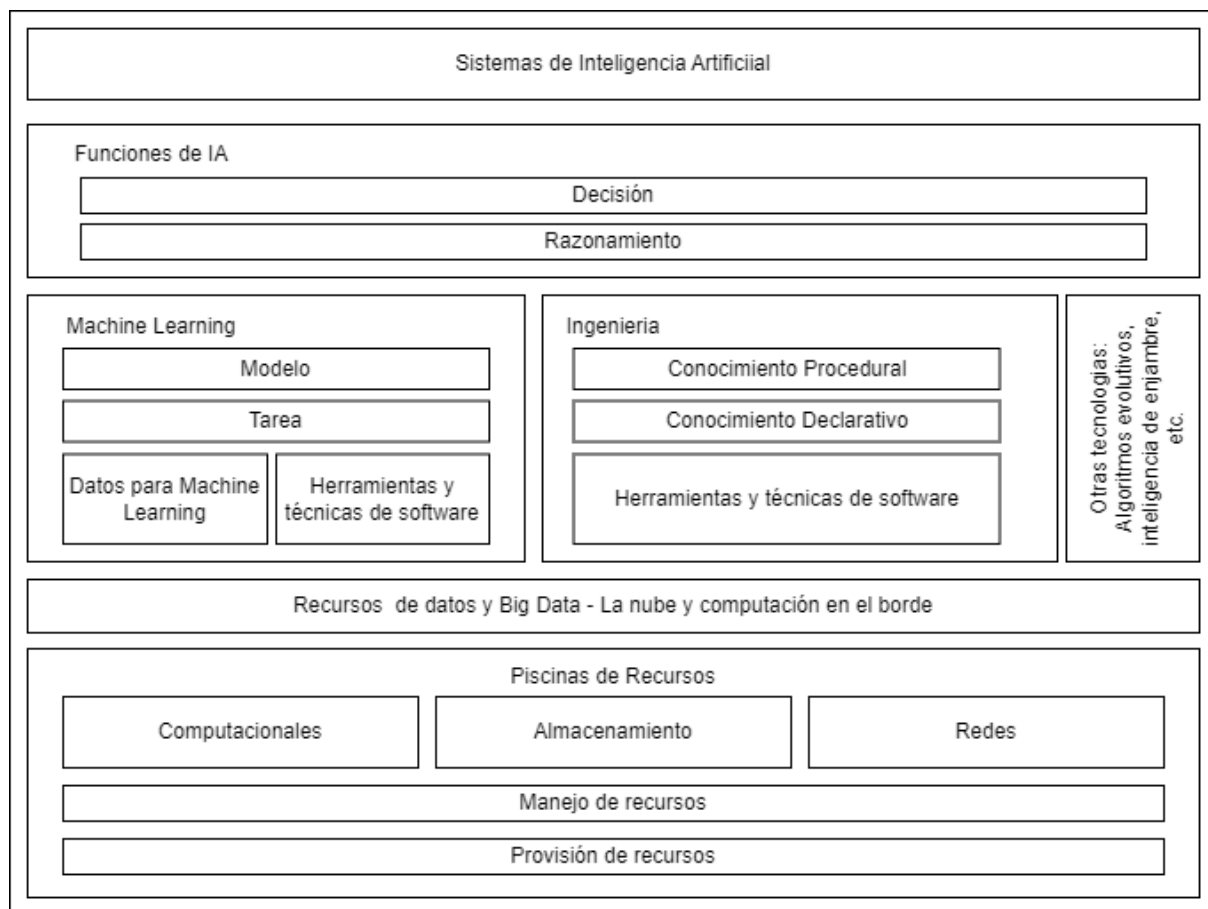 Sistemas de Inteligencia Artificiial
Funciones de IA
Decisión
Razonamiento
Machine Learning
Modelo
Tarea
Datos para Machine
Learning
Herramientas y
técnicas de software
Ingenieria
Conocimiento Procedural
Conocimiento Declarativo
Herramientas y técnicas de software
Otras tecnologias:
Algoritmos evolutivos,
inteligencia de enjambre,
etc.
Recursos de datos y Big Data - La nube y computación en el borde
Piscinas de Recursos
Computacionales
Almacenamiento
Redes
Manejo de recursos
Provisión de recursos